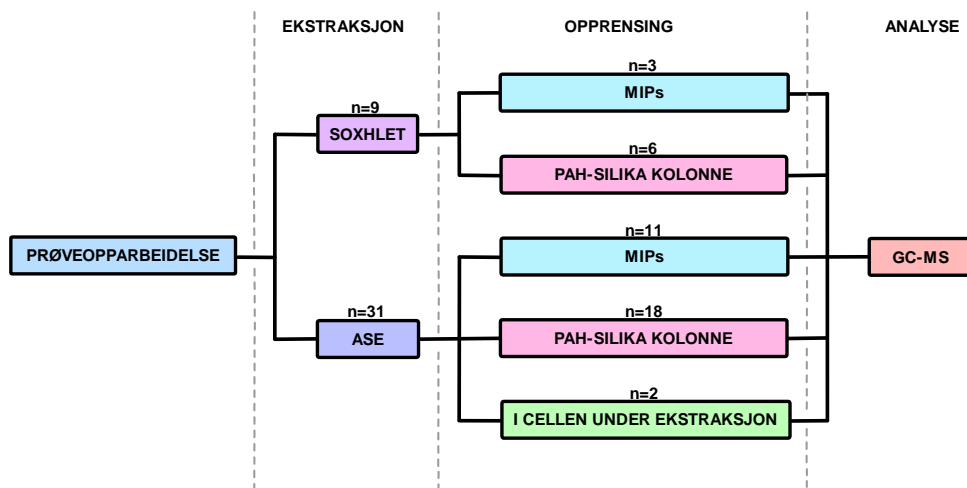 EKSTRAKSJON
OPPRENSING
ANALYSE
n=3
MIPs
n=9
SOXHLET
n=6
PAH-SILIKA KOLONNE
n=11
PRØVEOPPARBEIDELSE
MIPs
GC-MS
n=31
ASE
n=18
PAH-SILIKA KOLONNE
n=2
I CELLEN UNDER EKSTRAKSJON